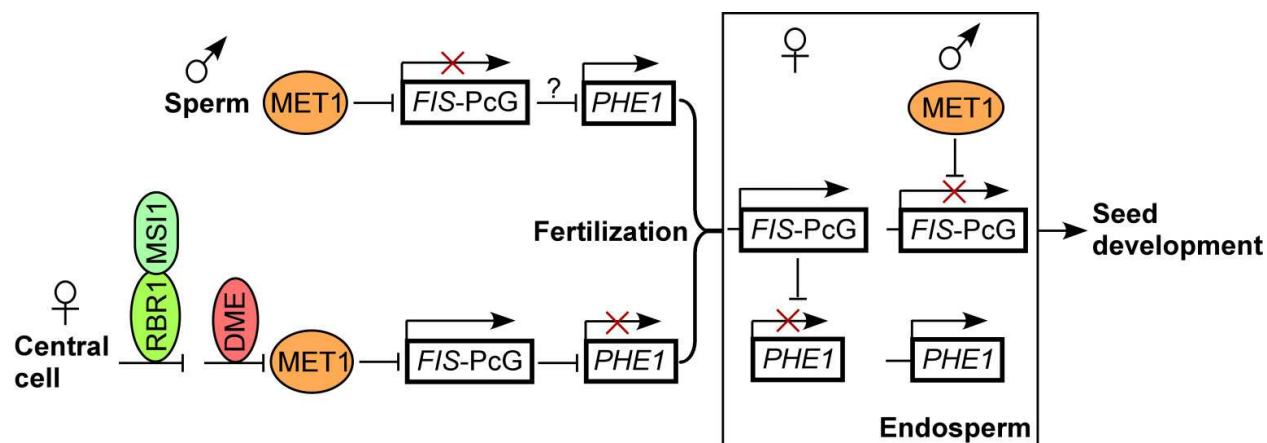 ♂
Sperm
MET1
FIS-PcG
?
PHE1
♀
Central
cell
RBR1
MSI1
DME
MET1
FIS-PcG
PHE1
Fertilization
♀
♂
MET1
FIS-PcG
FIS-PcG
PHE1
PHE1
Endosperm
Seed
development